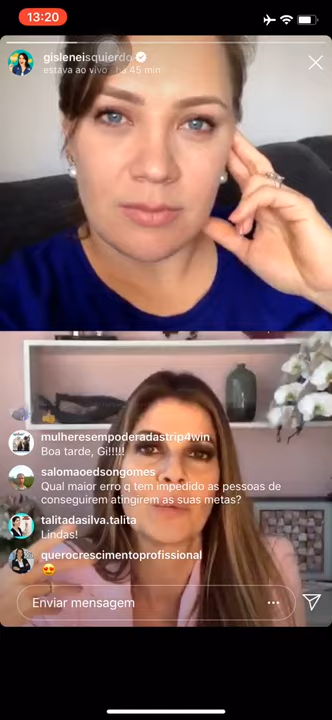 13:20
gisleneisquierdo
estava ao vivo · há 45 min
mulheresempoderadastrip4win
Boa tarde, Gi!!!!!
salomaoedsongomes
Qual maior erro q tem impedido as pessoas de
conseguirem atingirem as suas metas?
talitadasilva.talita
Lindas!
querocrescimentoprofissional
😍
Enviar mensagem